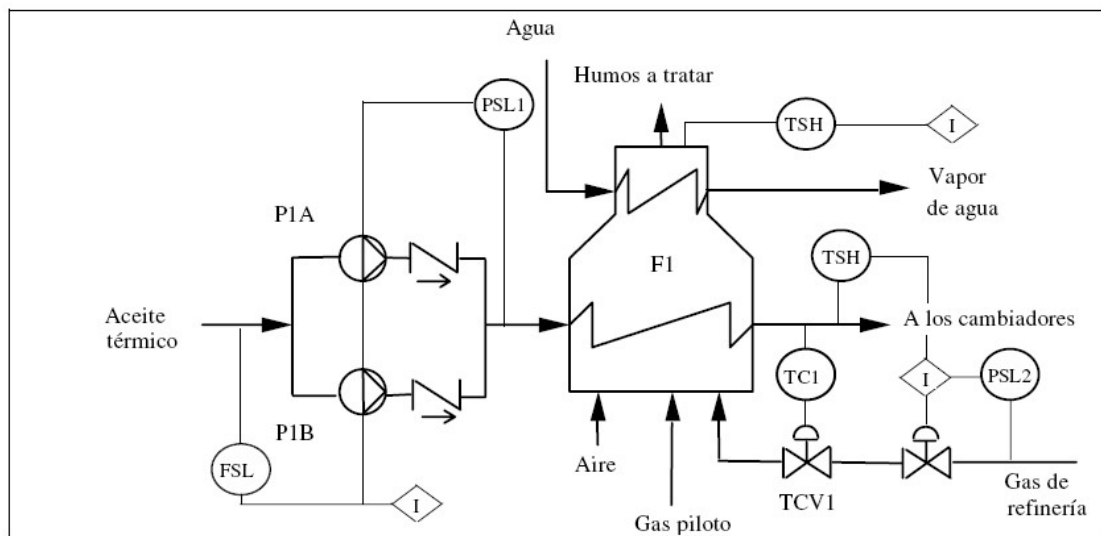 Agua
Humos a tratar
PSL1
TSH
I
Vapor
de agua
P1A
F1
TSH
Aceite
térmico
A los cambiadores
TC1
I
PSL2
P1B
FSL
Aire
TCV1
Gas de
refinería
I
Gas piloto